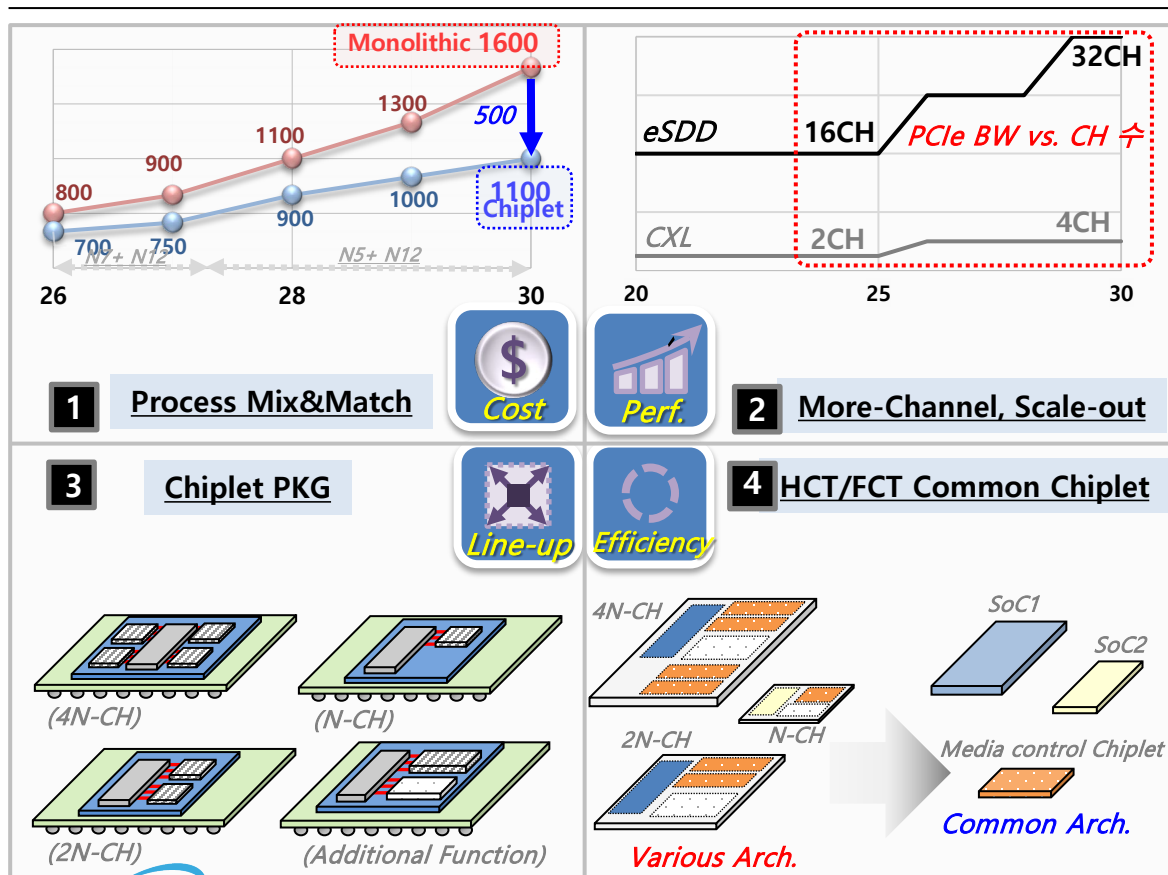 Monolithic 1600
1300
500
1100
900
800
1100
Chiplet
1000
900
700
750
N7+ N12
N5+ N12
26
28
30
$
Cost
1
Process Mix&Match
32CH
eSDD
16CH
PCIe BW vs. CH 수
CXL
2CH
4CH
20
25
30
Perf.
2
More-Channel, Scale-out
3
Chiplet PKG
Line-up
(4N-CH)
(N-CH)
(2N-CH)
(Additional Function)
Efficiency
4
HCT/FCT Common Chiplet
4N-CH
SoC1
SoC2
N-CH
2N-CH
Media control Chiplet
Common Arch.
Various Arch.